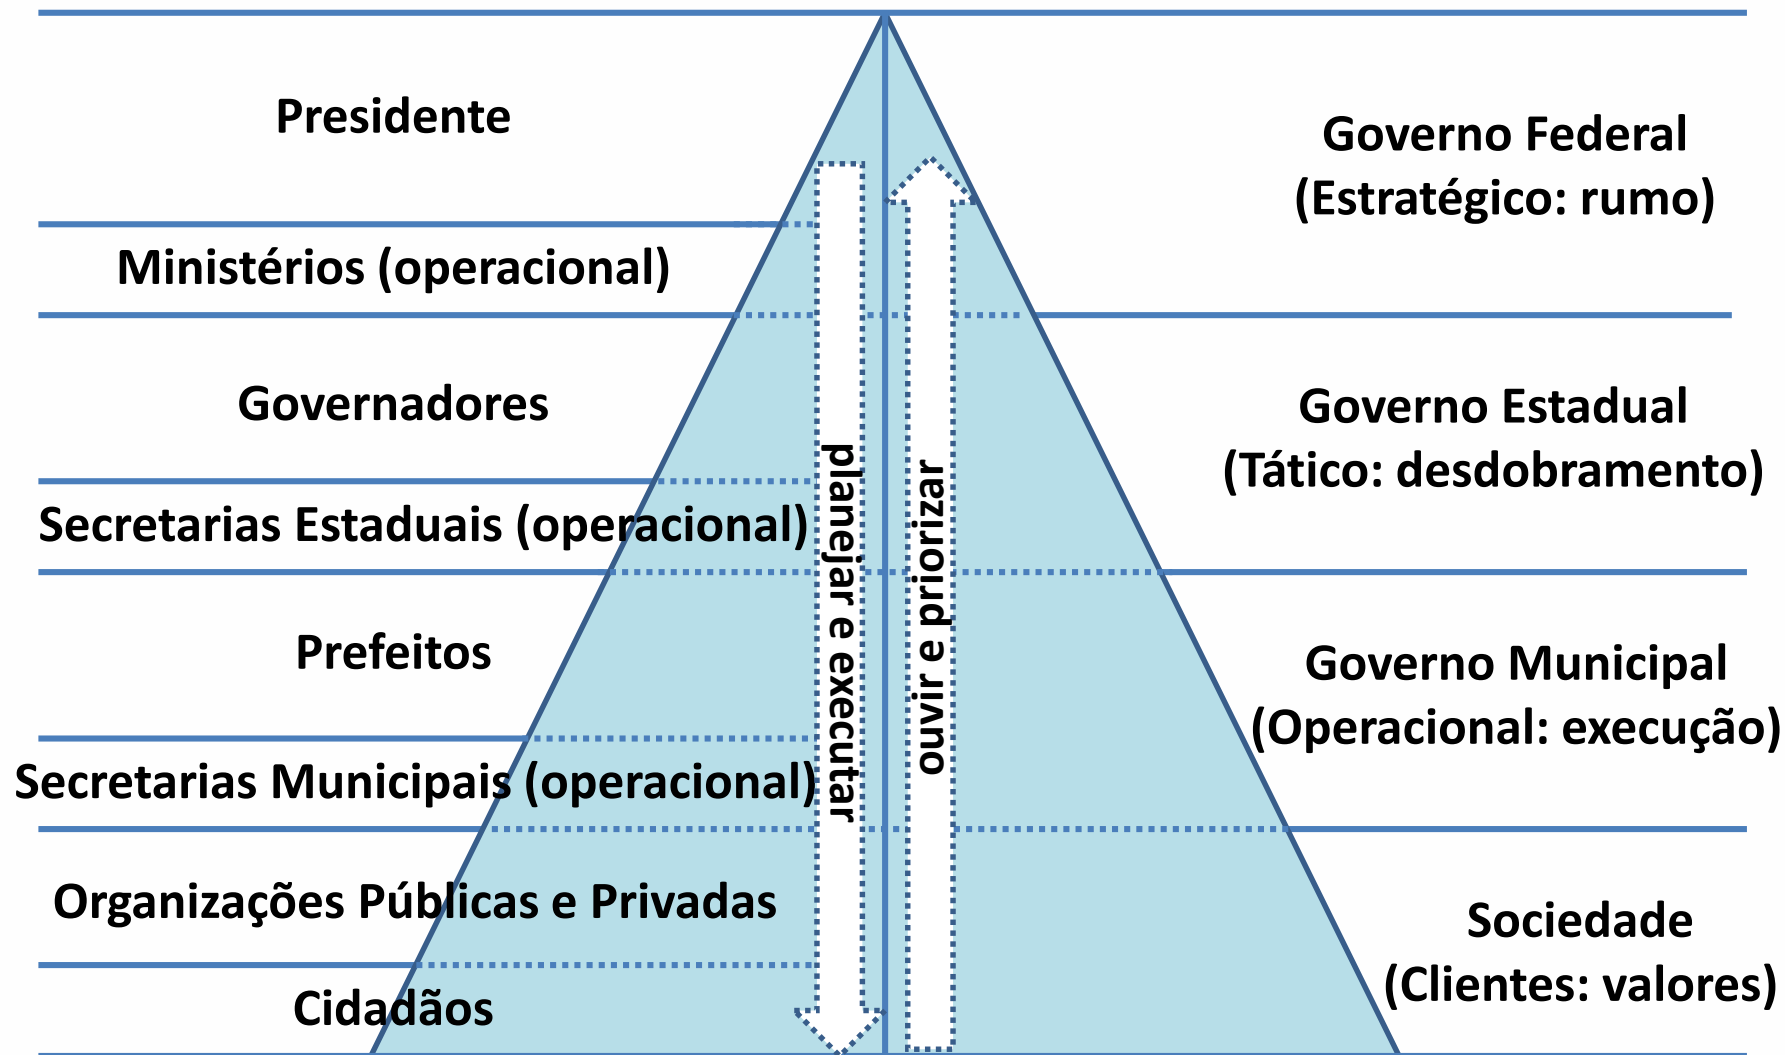 Presidente
Ministérios (operacional)
Governadores
Secretarias Estaduais (operacional)
Prefeitos
Secretarias Municipais (operacional)
Organizações Públicas e Privadas
Cidadãos
planejar e executar
ouvir e priorizar
Governo Federal
(Estratégico: rumo)
Governo Estadual
(Tático: desdobramento)
Governo Municipal
(Operacional: execução)
Sociedade
(Clientes: valores)